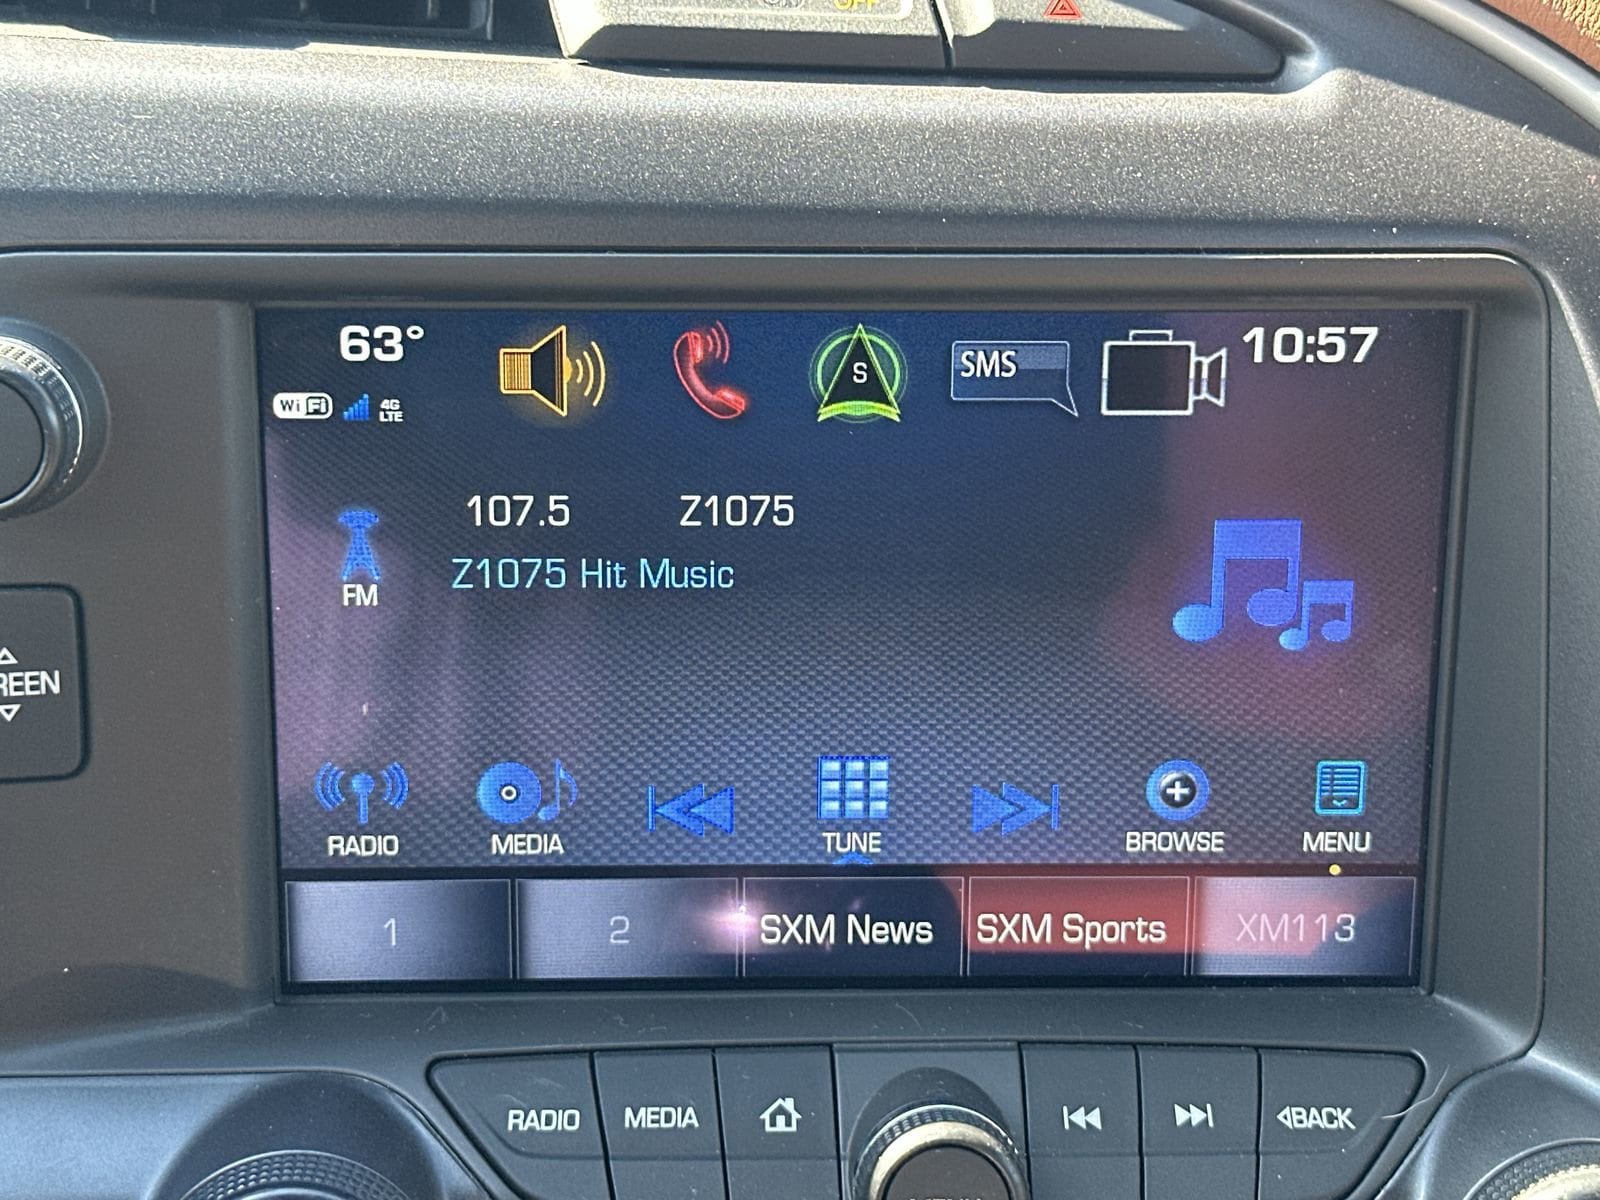 OFF
63°
10:57
WiFi
4G
LTE
S
SMS
107.5
Z1075
Z1075 Hit Music
FM
RADIO
MEDIA
TUNE
BROWSE
MENU
1
2
SXM News
SXM Sports
XM113
REEN
RADIO
MEDIA
BACK